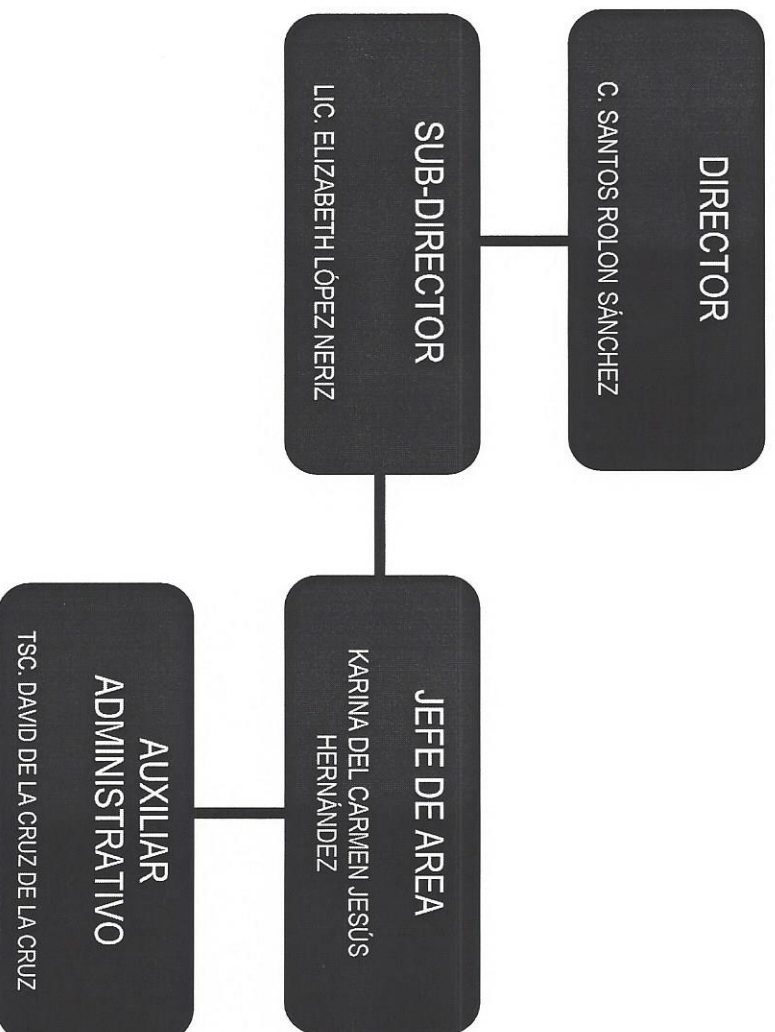 DIRECTOR
C. SANTOS ROLON SÁNCHEZ
SUB-DIRECTOR
LIC. ELIZABETH LÓPEZ NERIZ
JEFE DE AREA
KARINA DEL CARMEN JESÚS
HERNÁNDEZ
AUXILIAR
ADMINISTRATIVO
TSC. DAVID DE LA CRUZ DE LA CRUZ